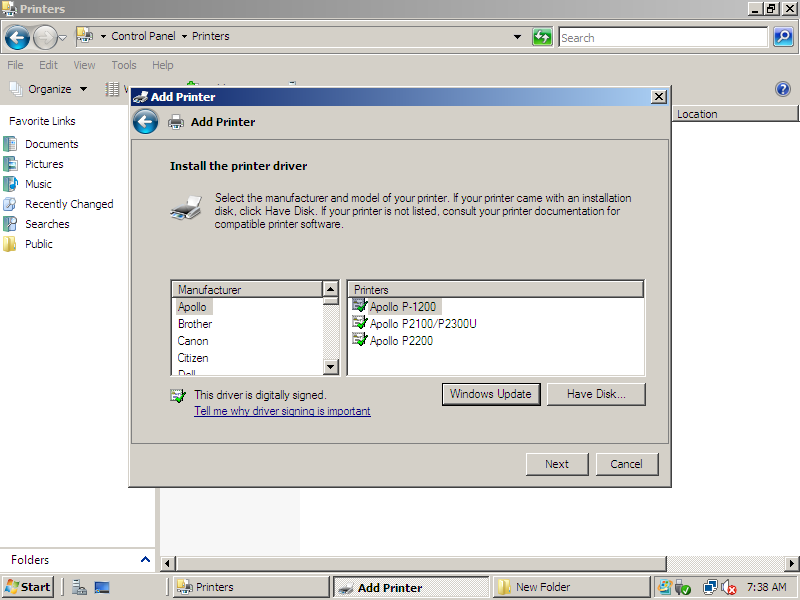 Printers
Control Panel
Printers
Search
File Edit View Tools Help
Organize
Favorite Links
Documents
Pictures
Music
Recently Changed
Searches
Public
Folders
Location
Add Printer
Add Printer
Install the printer driver
Select the manufacturer and model of your printer. If your printer came with an installation
disk, click Have Disk. If your printer is not listed, consult your printer documentation for
compatible printer software.
Manufacturer
Apollo
Brother
Canon
Citizen
Printers
Apollo P-1200
Apollo P2100/P2300U
Apollo P2200
This driver is digitally signed.
Tell me why driver signing is important
Windows Update
Have Disk...
Next
Cancel
Start
Printers
Add Printer
New Folder
7:38 AM